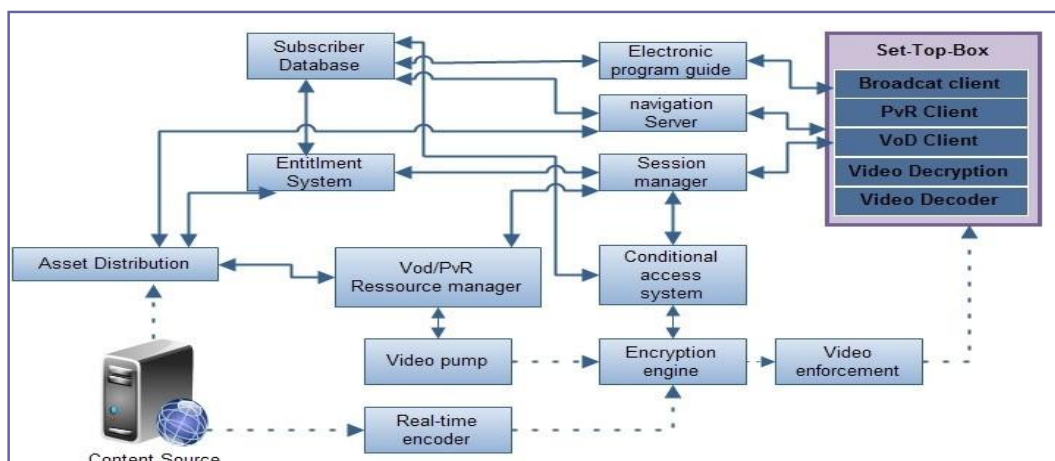 Subscriber
Database
Electronic
program guide
Set-Top-Box
Broadcat client
PvR Client
VoD Client
Video Decryption
Video Decoder
navigation
Server
Entitlment
System
Session
manager
Asset Distribution
Vod/PvR
Ressource manager
Conditional
access
system
Video pump
Encryption
engine
Video
enforcement
Real-time
encoder
Content Source